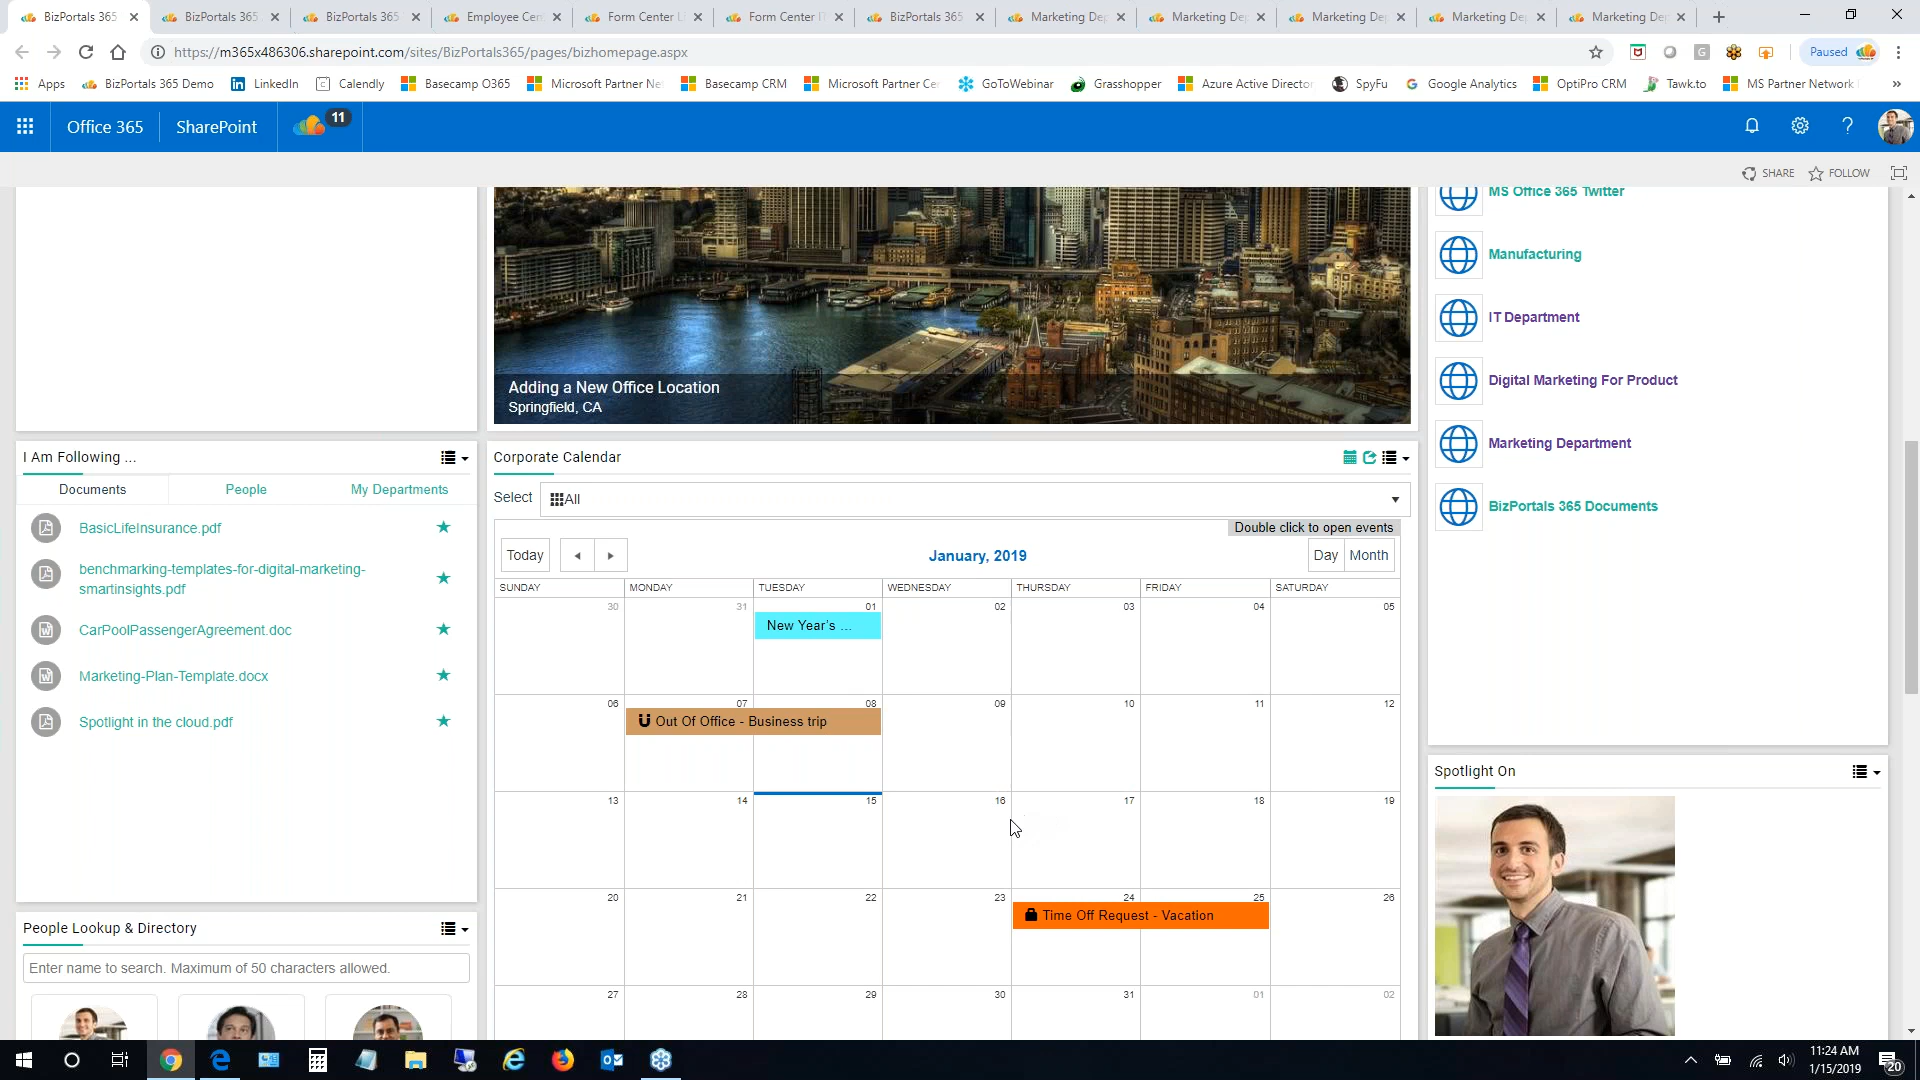 BizPortals 365
BizPortals 365
BizPortals 365
Employee Cen
Form Center L
Form Center I
BizPortals 365
Marketing Dep
Marketing De
Marketing De
Marketing De
Marketing De
https://m365x486306.sharepoint.com/sites/BizPortals365/pages/bizhomepage.aspx
Paused
Apps
BizPortals 365 Demo
LinkedIn
Calendly
Basecamp O365
Microsoft Partner Ne
Basecamp CRM
Microsoft Partner Ce
GoToWebinar
Grasshopper
Azure Active Director
SpyFu
Google Analytics
OptiPro CRM
Tawk.to
MS Partner Network
»
Office 365
SharePoint
11
?
SHARE
FOLLOW
MS Office 365 Twitter
Manufacturing
IT Department
Digital Marketing For Product
Marketing Department
BizPortals 365 Documents
Adding a New Office Location
Springfield, CA
I Am Following ...
Documents
People
My Departments
BasicLifeInsurance.pdf
benchmarking-templates-for-digital-marketing-
smartinsights.pdf
CarPoolPassengerAgreement.doc
Marketing-Plan-Template.docx
Spotlight in the cloud.pdf
People Lookup & Directory
Enter name to search. Maximum of 50 characters allowed.
Corporate Calendar
Select
All
Double click to open events
Today
January, 2019
Day
Month
SUNDAY MONDAY TUESDAY WEDNESDAY THURSDAY FRIDAY SATURDAY
30 31 01 02 03 04 05
New Year's ...
06 07 08 09 10 11 12
Out Of Office - Business trip
13 14 15 16 17 18 19
20 21 22 23 24 25 26
Time Off Request - Vacation
27 28 29 30 31 01 02
Spotlight On
11:24 AM
1/15/2019
20